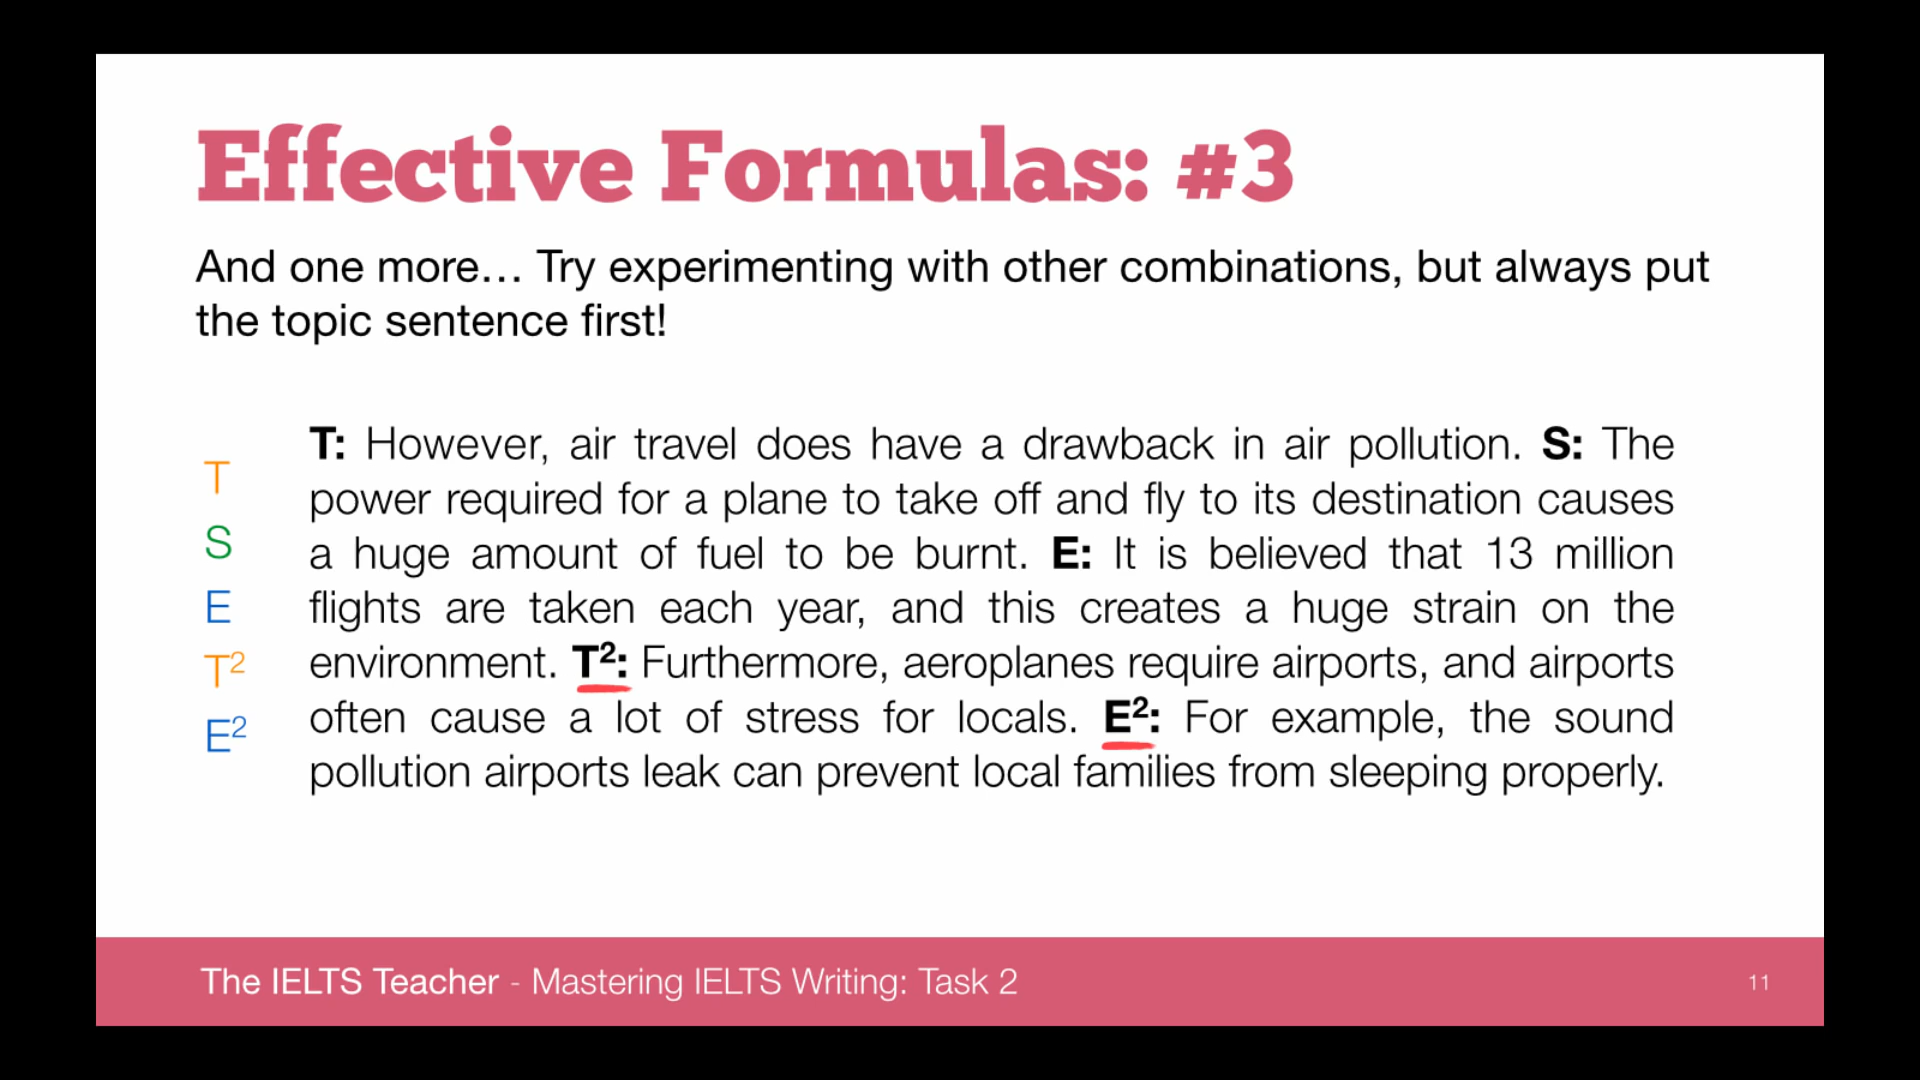 Effective Formulas: #3
And one more… Try experimenting with other combinations, but always put
the topic sentence first!
T
S
E
T²
E²
T: However, air travel does have a drawback in air pollution. S: The
power required for a plane to take off and fly to its destination causes
a huge amount of fuel to be burnt. E: It is believed that 13 million
flights are taken each year, and this creates a huge strain on the
environment. T²: Furthermore, aeroplanes require airports, and airports
often cause a lot of stress for locals. E²: For example, the sound
pollution airports leak can prevent local families from sleeping properly.
The IELTS Teacher - Mastering IELTS Writing: Task 2
11